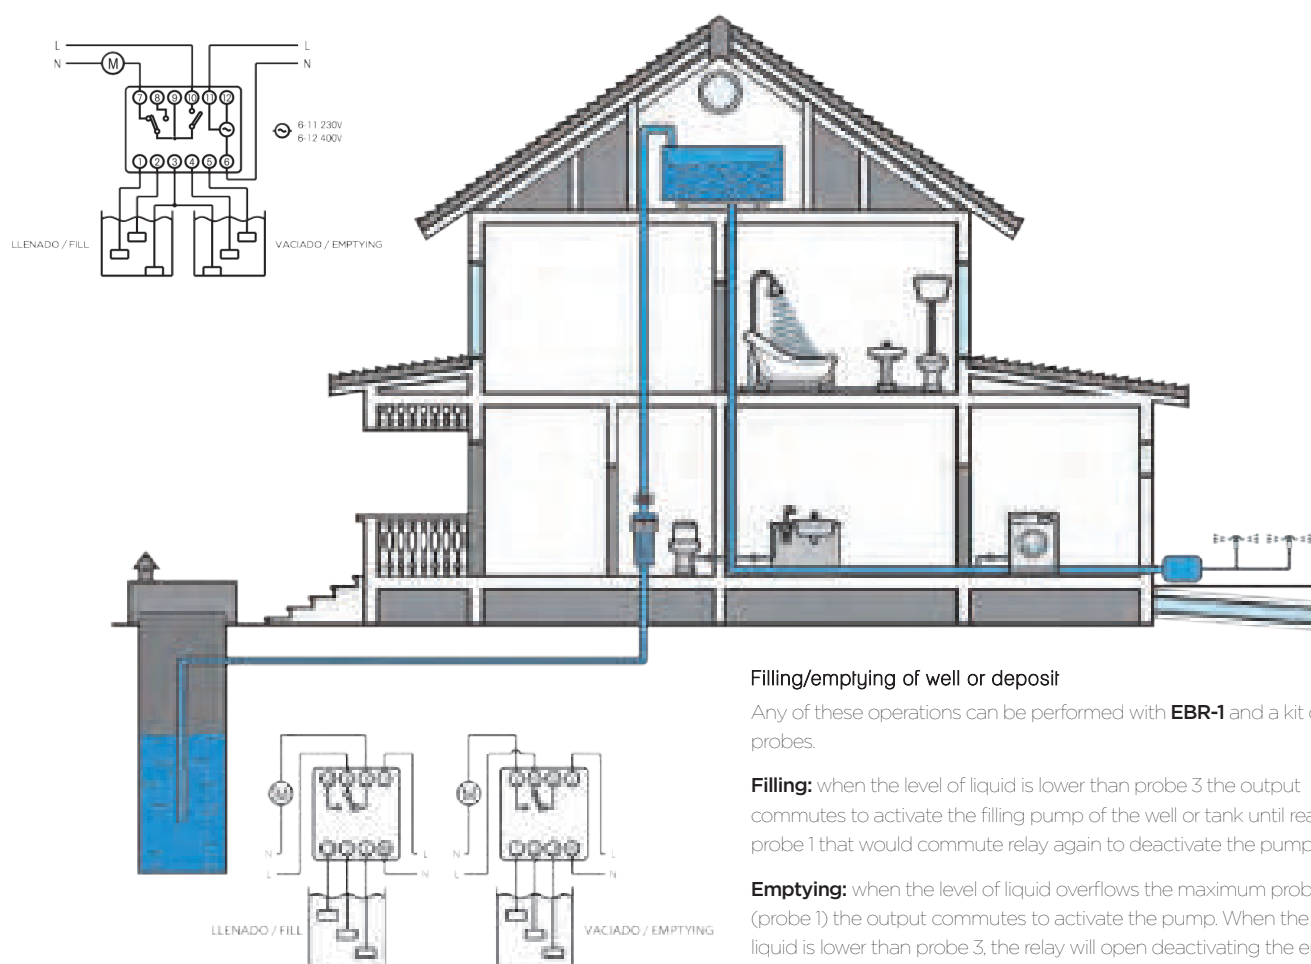 L L
N M N
7 8 9 10 11 12
6-11 230V
6-12 400V
1 2 3 4 5 6
LLENADO / FILL VACIADO / EMPTYING
Filling/emptying of well or deposit
Any of these operations can be performed with EBR-1 and a kit
probes.
Filling: when the level of liquid is lower than probe 3 the output
commutes to activate the filling pump of the well or tank until
probe 1 that would commute relay again to deactivate the pump
Emptying: when the level of liquid overflows the maximum
(probe 1) the output commutes to activate the pump. When the
liquid is lower than probe 3, the relay will open deactivating the
M M
N L N L
L N L N
LLENADO / FILL VACIADO / EMPTYING